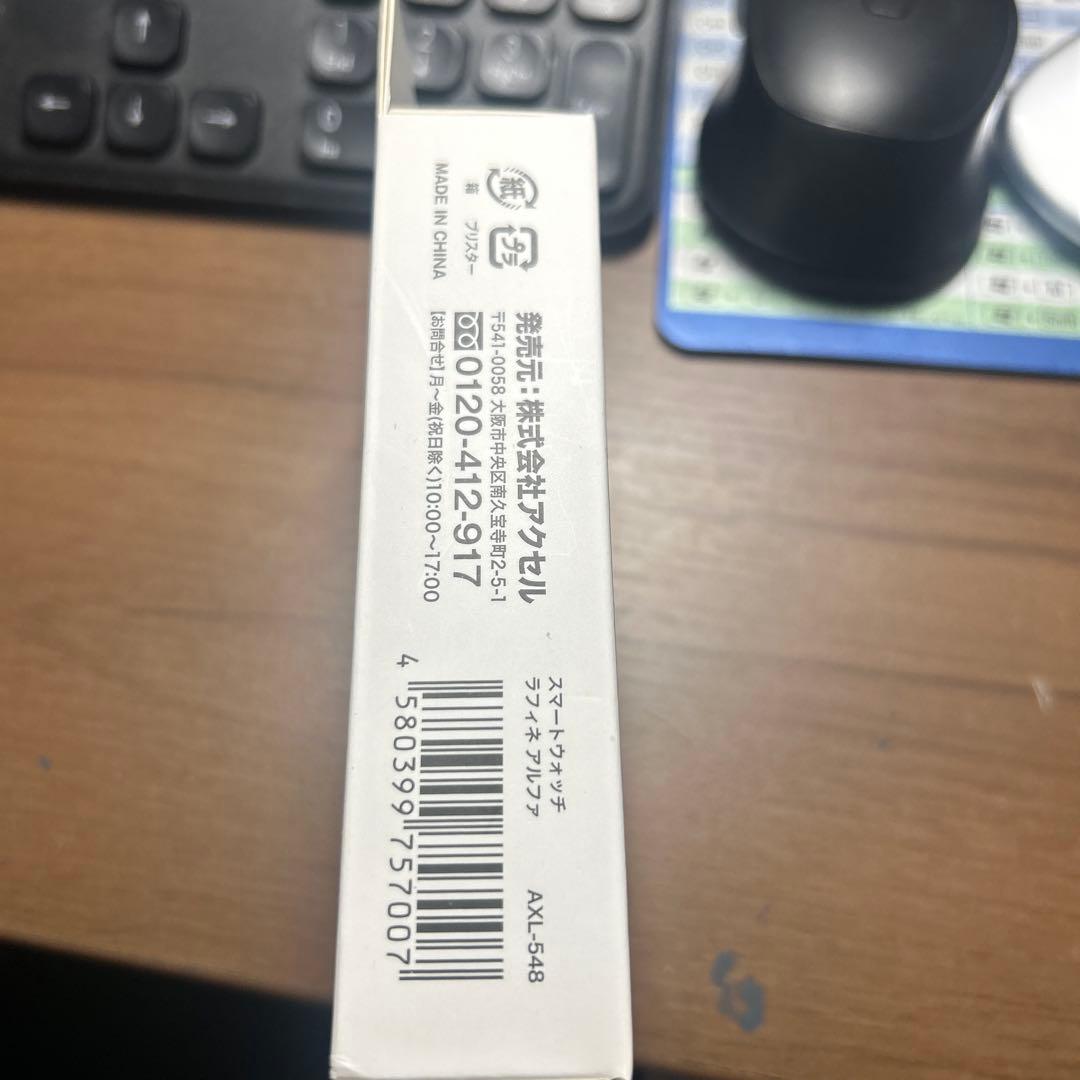 紙
箱
プラ
ブリスター
MADE IN CHINA
発売元：株式会社アクセル
〒541-0058 大阪市中央区南久宝寺町2-5-1
0120-412-917
【お問合せ】月〜金(祝日除く)10:00〜17:00
スマートウォッチ
ラフィネ アルファ AXL-548
4 580399 757007